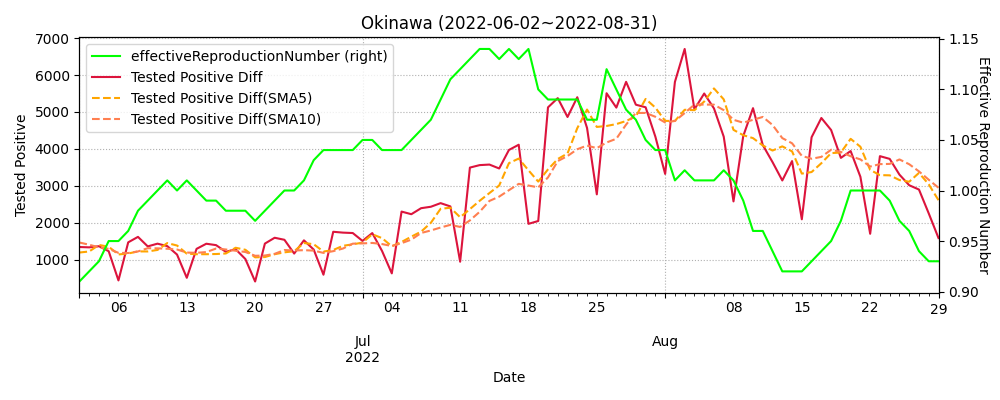 Okinawa (2022-06-02~2022-08-31)
effectiveReproductionNumber (right)
Tested Positive Diff
Tested Positive Diff(SMA5)
Tested Positive Diff(SMA10)
Tested Positive
7000
6000
5000
4000
3000
2000
1000
1.15
1.10
1.05
1.00
0.95
0.90
Effective Reproduction Number
06 13 20 27 04 11 18 25 08 15 22 29
Jul Aug
2022
Date